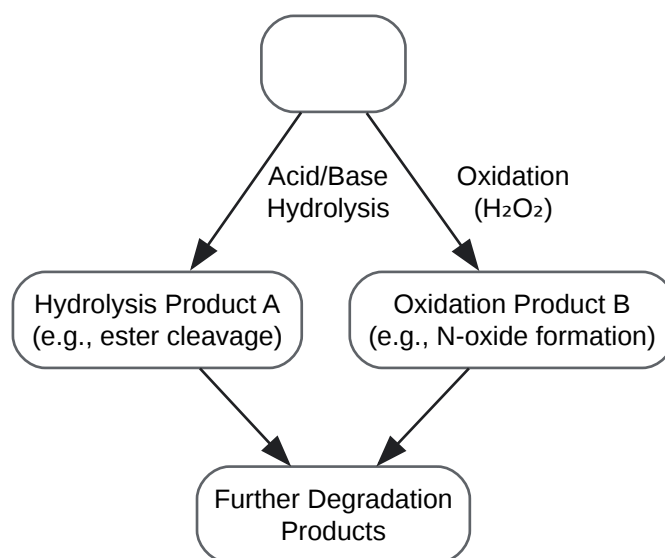 Acid/Base
Hydrolysis
Oxidation
(H₂O₂)
Hydrolysis Product A
(e.g., ester cleavage)
Oxidation Product B
(e.g., N-oxide formation)
Further Degradation
Products